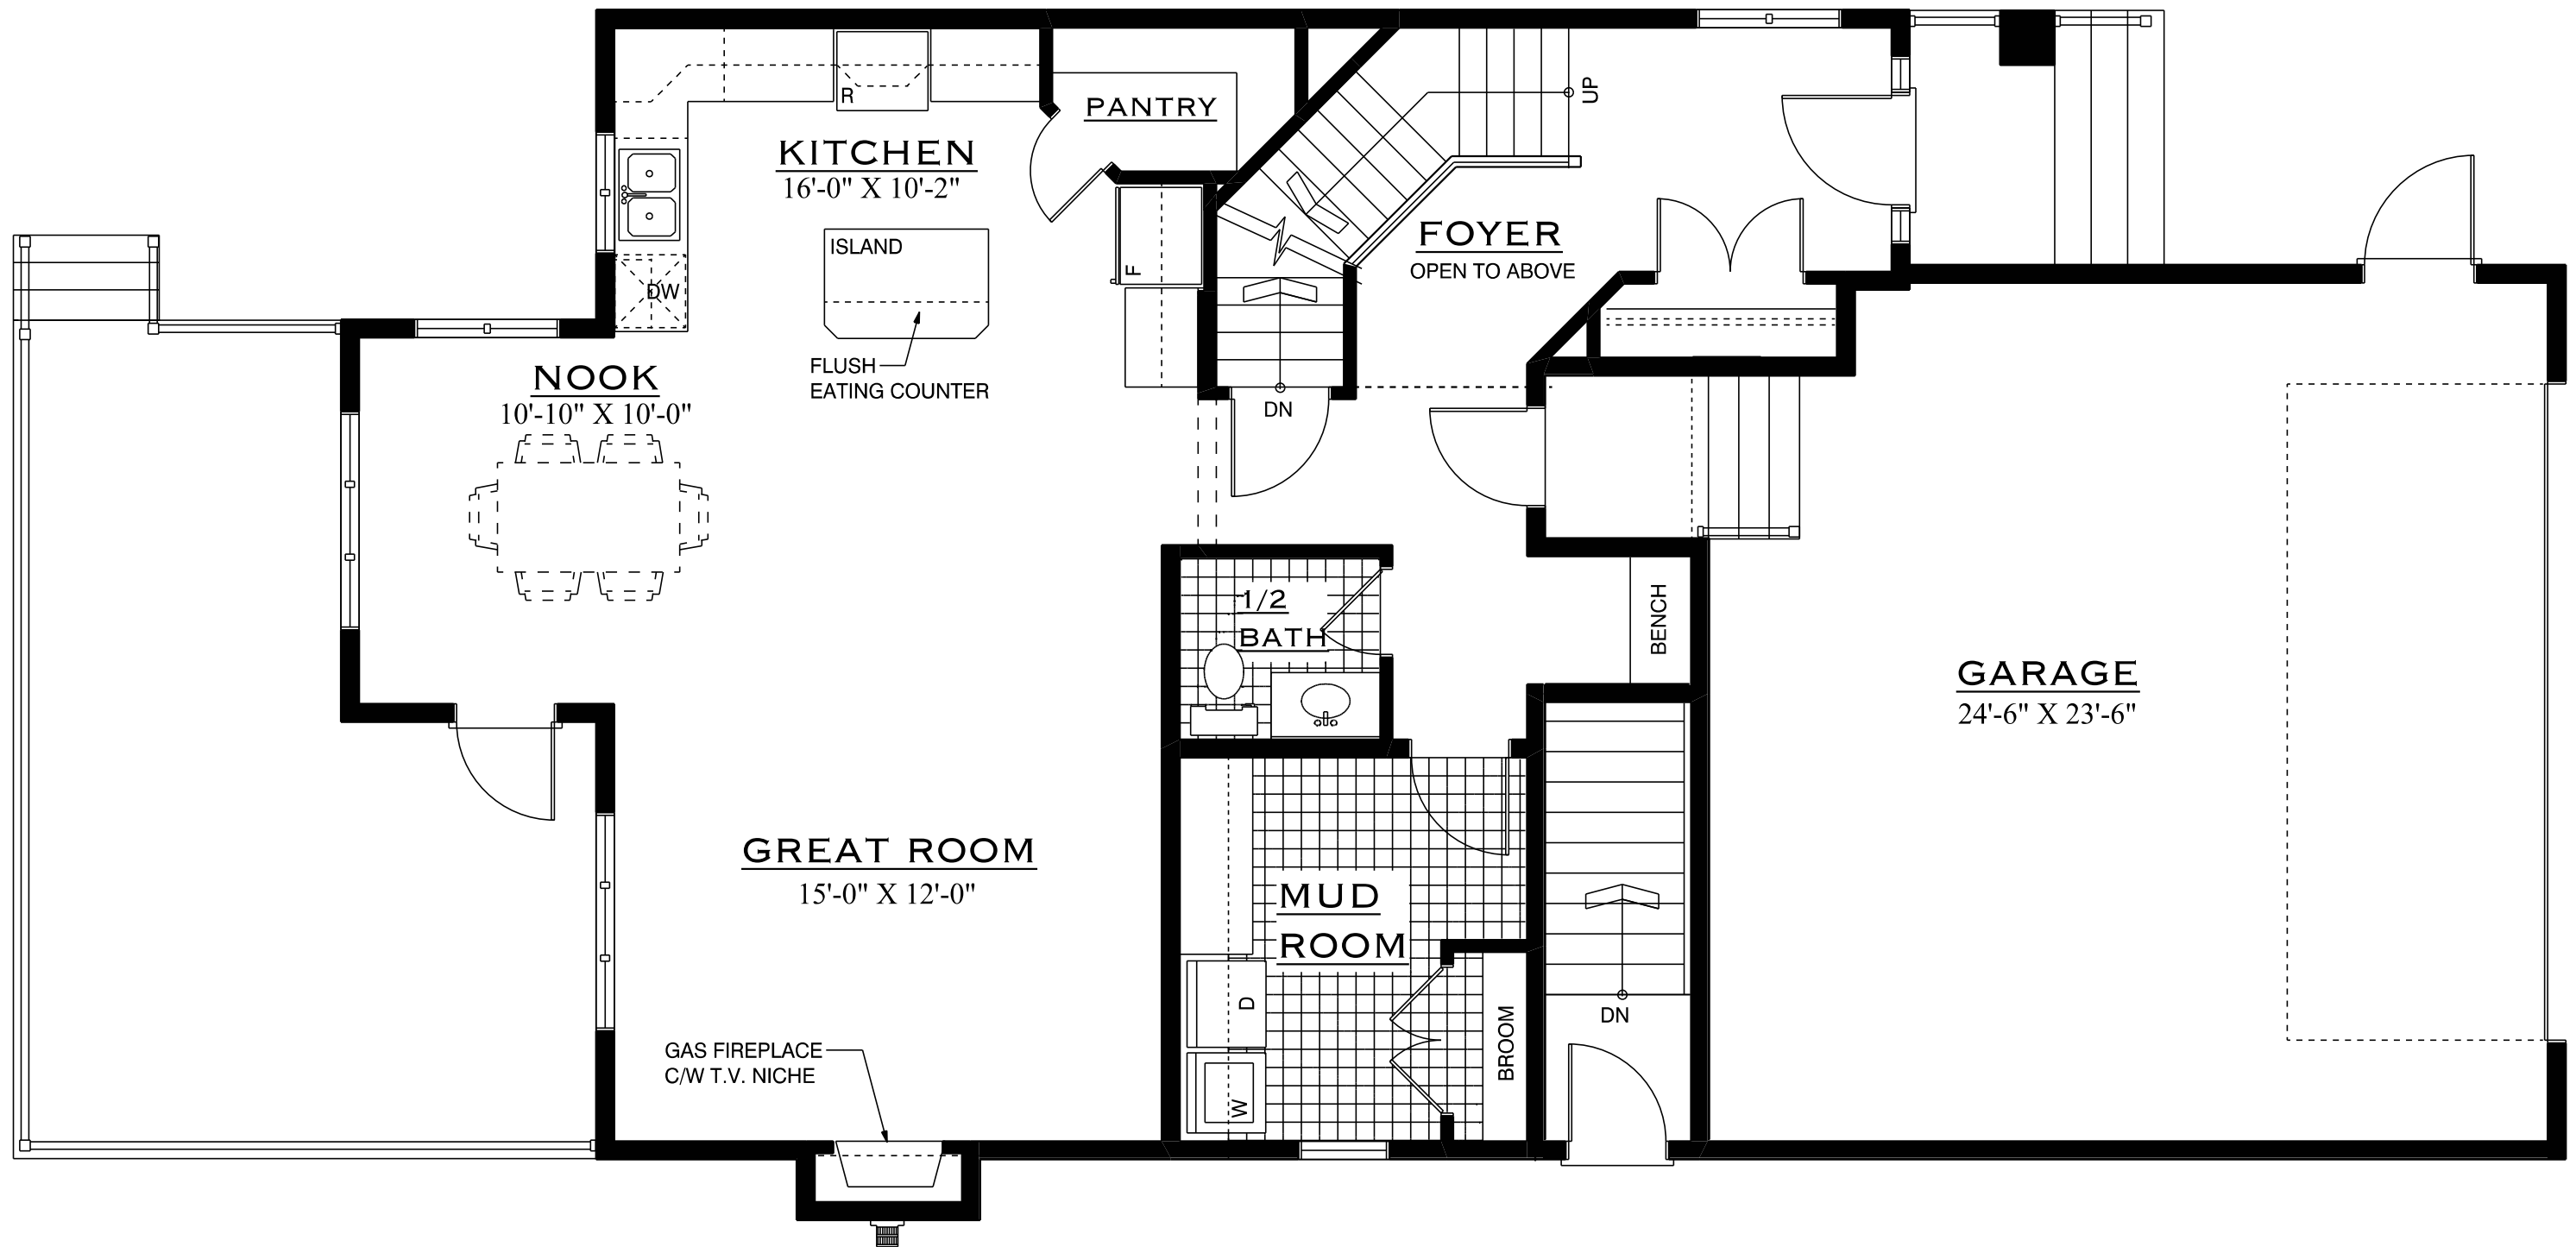 PANTRY
R
UP
KITCHEN
16'-0" X 10'-2"
FOYER
OPEN TO ABOVE
ISLAND
F
DW
FLUSH
EATING COUNTER
NOOK
10'-10" X 10'-0"
DN
1/2
BATH
BENCH
GARAGE
24'-6" X 23'-6"
GREAT ROOM
15'-0" X 12'-0"
MUD
ROOM
D
W
BROOM
DN
GAS FIREPLACE
C/W T.V. NICHE